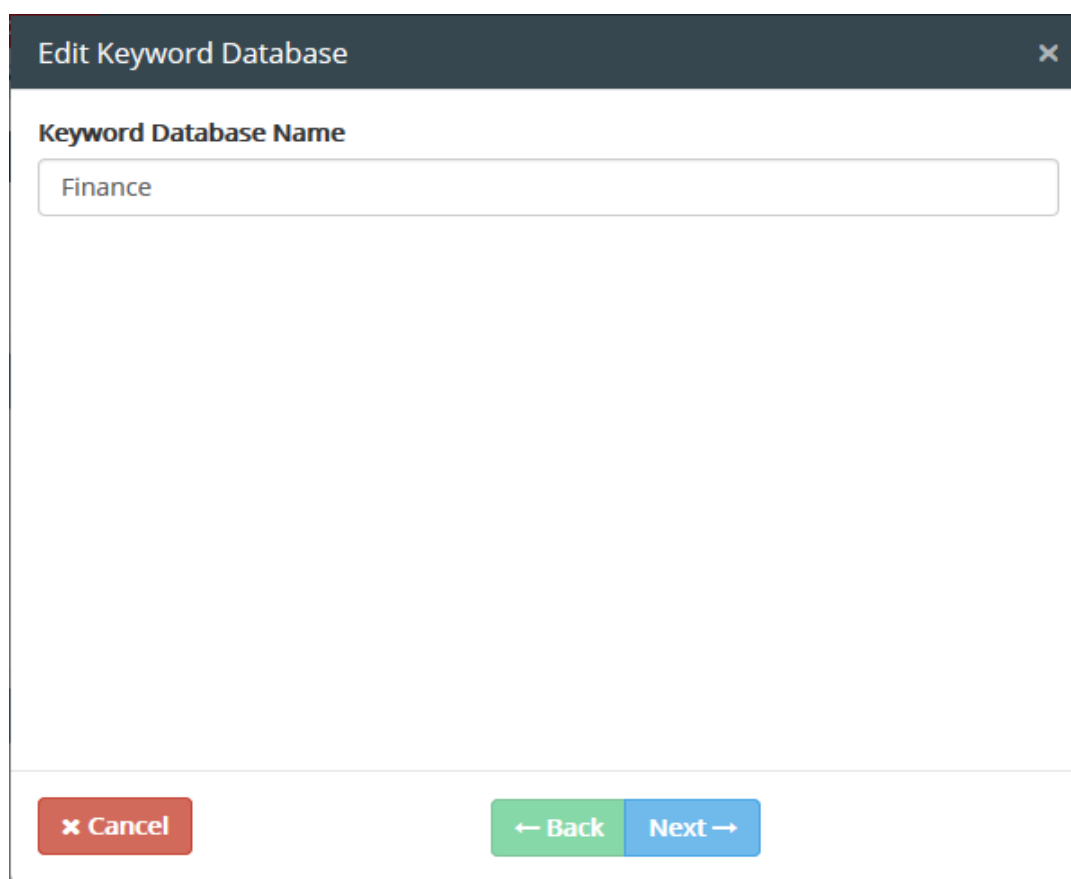 Edit Keyword Database ×
Keyword Database Name
Finance
× Cancel
← Back
Next →